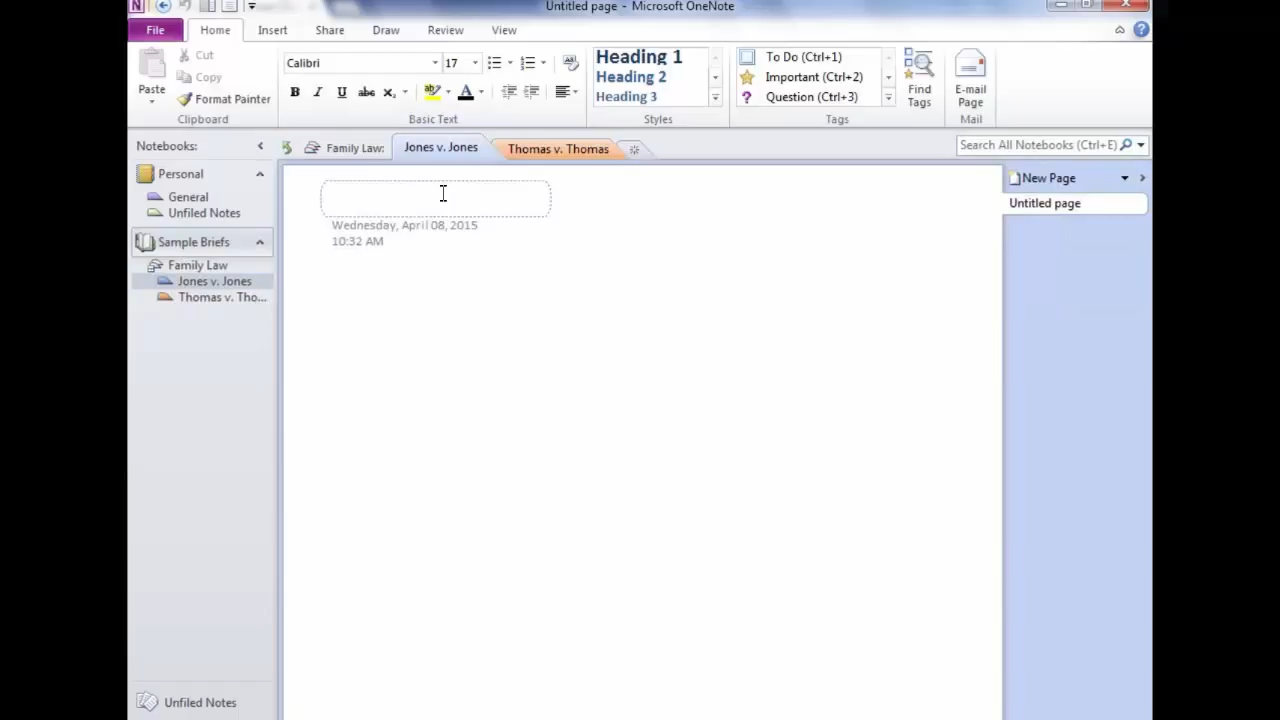 Untitled page - Microsoft OneNote
File Home Insert Share Draw Review View
Paste
Cut
Copy
Format Painter
Clipboard
Calibri 17
B I U abc X₂ ab A
Basic Text
Heading 1
Heading 2
Heading 3
Styles
To Do (Ctrl+1)
Important (Ctrl+2)
Question (Ctrl+3)
Tags
Find
Tags
E-mail
Page
Mail
Notebooks:
Family Law: Jones v. Jones Thomas v. Thomas
Search All Notebooks (Ctrl+E)
Personal
General
Unfiled Notes
Sample Briefs
Family Law
Jones v. Jones
Thomas v. Tho...
Wednesday, April 08, 2015
10:32 AM
New Page
Untitled page
Unfiled Notes